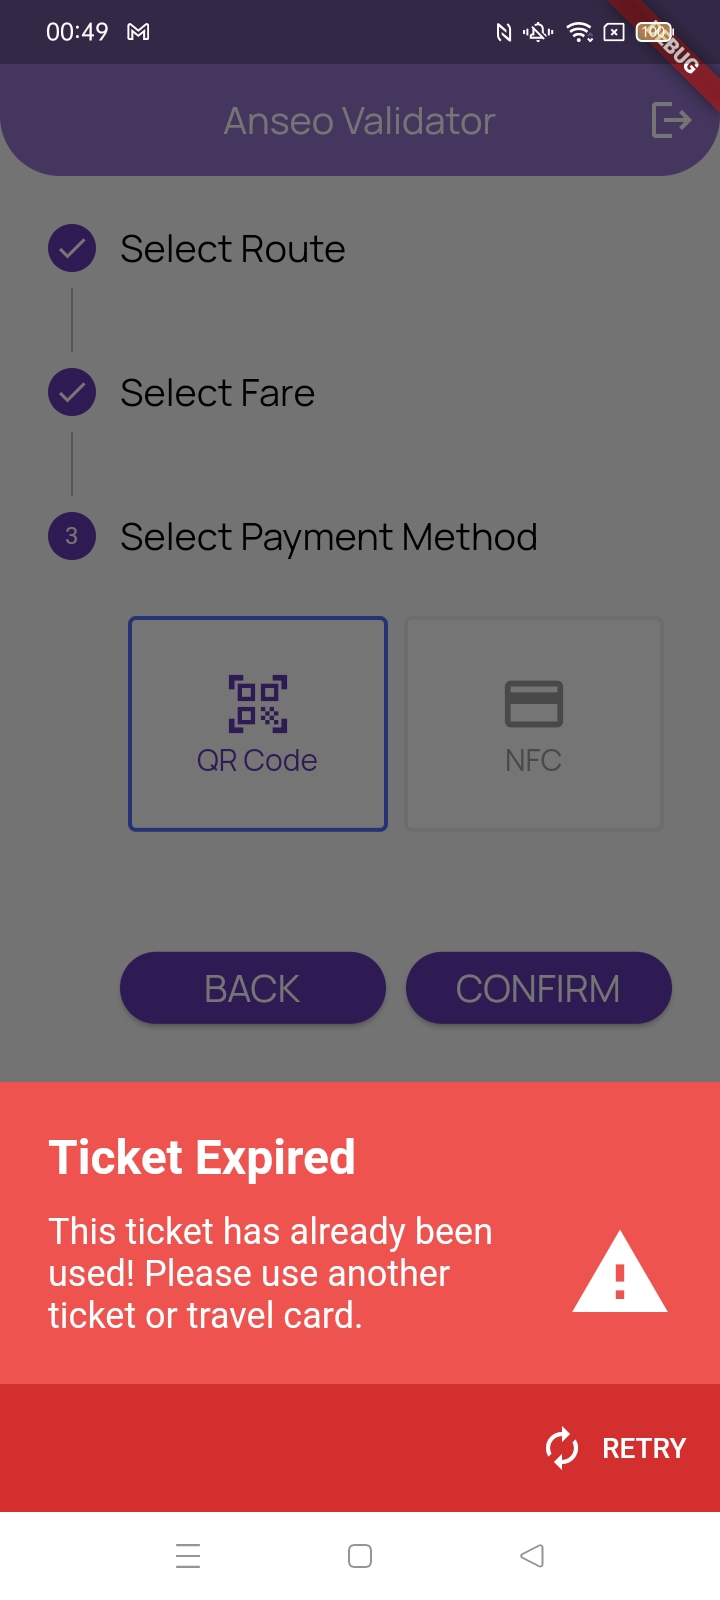 00:49
100
DEBUG
Anseo Validator
Select Route
Select Fare
3 Select Payment Method
QR Code
NFC
BACK
CONFIRM
Ticket Expired
This ticket has already been
used! Please use another
ticket or travel card.
RETRY